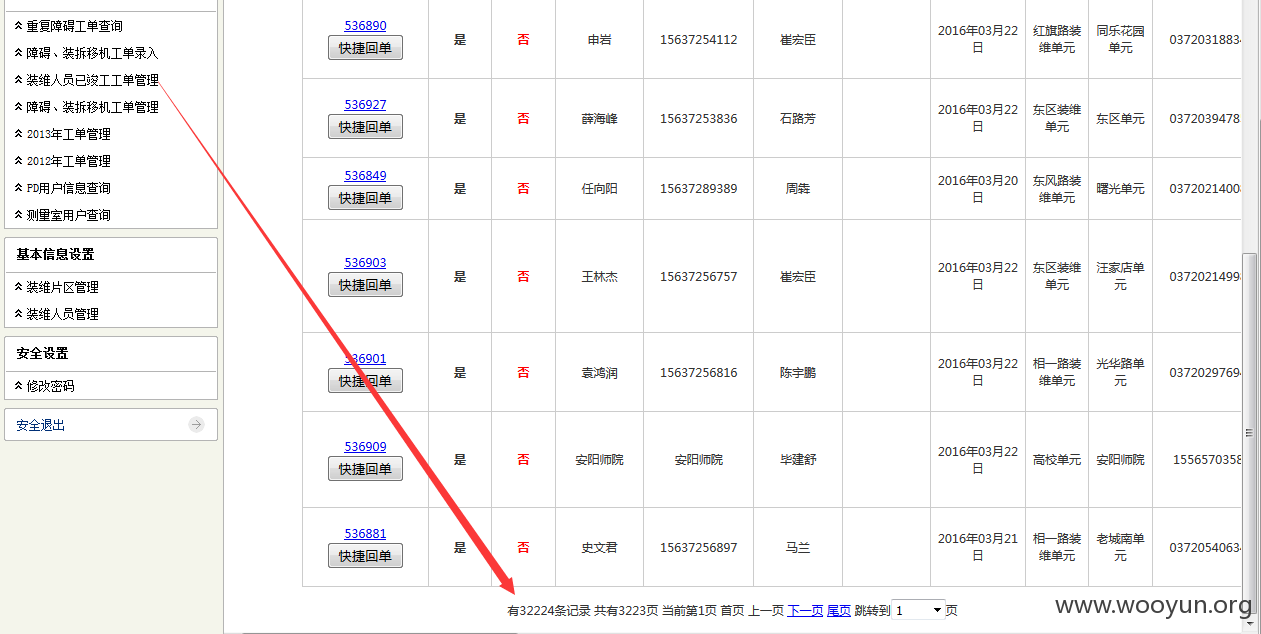 重复障碍工单查询
障碍、装拆移机工单录入
装维人员已竣工工单管理
障碍、装拆移机工单管理
2013年工单管理
2012年工单管理
PD用户信息查询
测量室用户查询
基本信息设置
装维片区管理
装维人员管理
安全设置
修改密码
安全退出
536890
快捷回单
是
否
申岩
15637254112
崔宏臣
2016年03月22
日
红旗路装
维单元
同乐花园
单元
0372031883
536927
快捷回单
是
否
薛海峰
15637253836
石路芳
2016年03月22
日
东区装维
单元
东区单元
0372039478
536849
快捷回单
是
否
任向阳
15637289389
周犇
2016年03月20
日
东风路装
维单元
曙光单元
0372021400
536903
快捷回单
是
否
王林杰
15637256757
崔宏臣
2016年03月22
日
东区装维
单元
汪家店单
元
0372021499
536901
快捷回单
是
否
袁鸿润
15637256816
陈宇鹏
2016年03月22
日
相一路装
维单元
光华路单
元
0372029769
536909
快捷回单
是
否
安阳师院
安阳师院
毕建舒
2016年03月22
日
高校单元
安阳师院
155657035
536881
快捷回单
是
否
史文君
15637256897
马兰
2016年03月21
日
相一路装
维单元
老城南单
元
0372054063
有32224条记录 共有3223页 当前第1页 首页 上一页 下一页 尾页 跳转到 1 页
www.wooyun.org